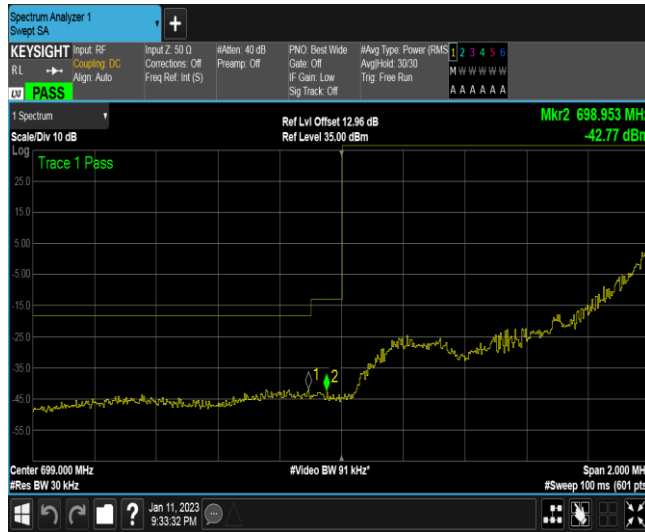 Spectrum Analyzer 1
Swept SA
+
KEYSIGHT Input: RF Input Z: 50 Ω #Atten: 40 dB PNO: Best Wide #Avg Type: Power (RMS 1 2 3 4 5 6
RL Coupling: DC Corrections: Off Preamp: Off Gate: Off Avg|Hold: 30/30 M W W W W W
Align: Auto Freq Ref: Int (S) IF Gain: Low Trig: Free Run
LXI PASS Sig Track: Off A A A A A A
1 Spectrum Ref Lvl Offset 12.96 dB Mkr2 698.953 MHz
Scale/Div 10 dB Ref Level 35.00 dBm -42.77 dBm
Log
Trace 1 Pass
25.0
15.0
5.00
-5.00
-15.0
-25.0
-35.0
1
2
-45.0
-55.0
Center 699.000 MHz #Video BW 91 kHz* Span 2.000 MH
#Res BW 30 kHz #Sweep 100 ms (601 pts
? Jan 11, 2023
9:33:32 PM